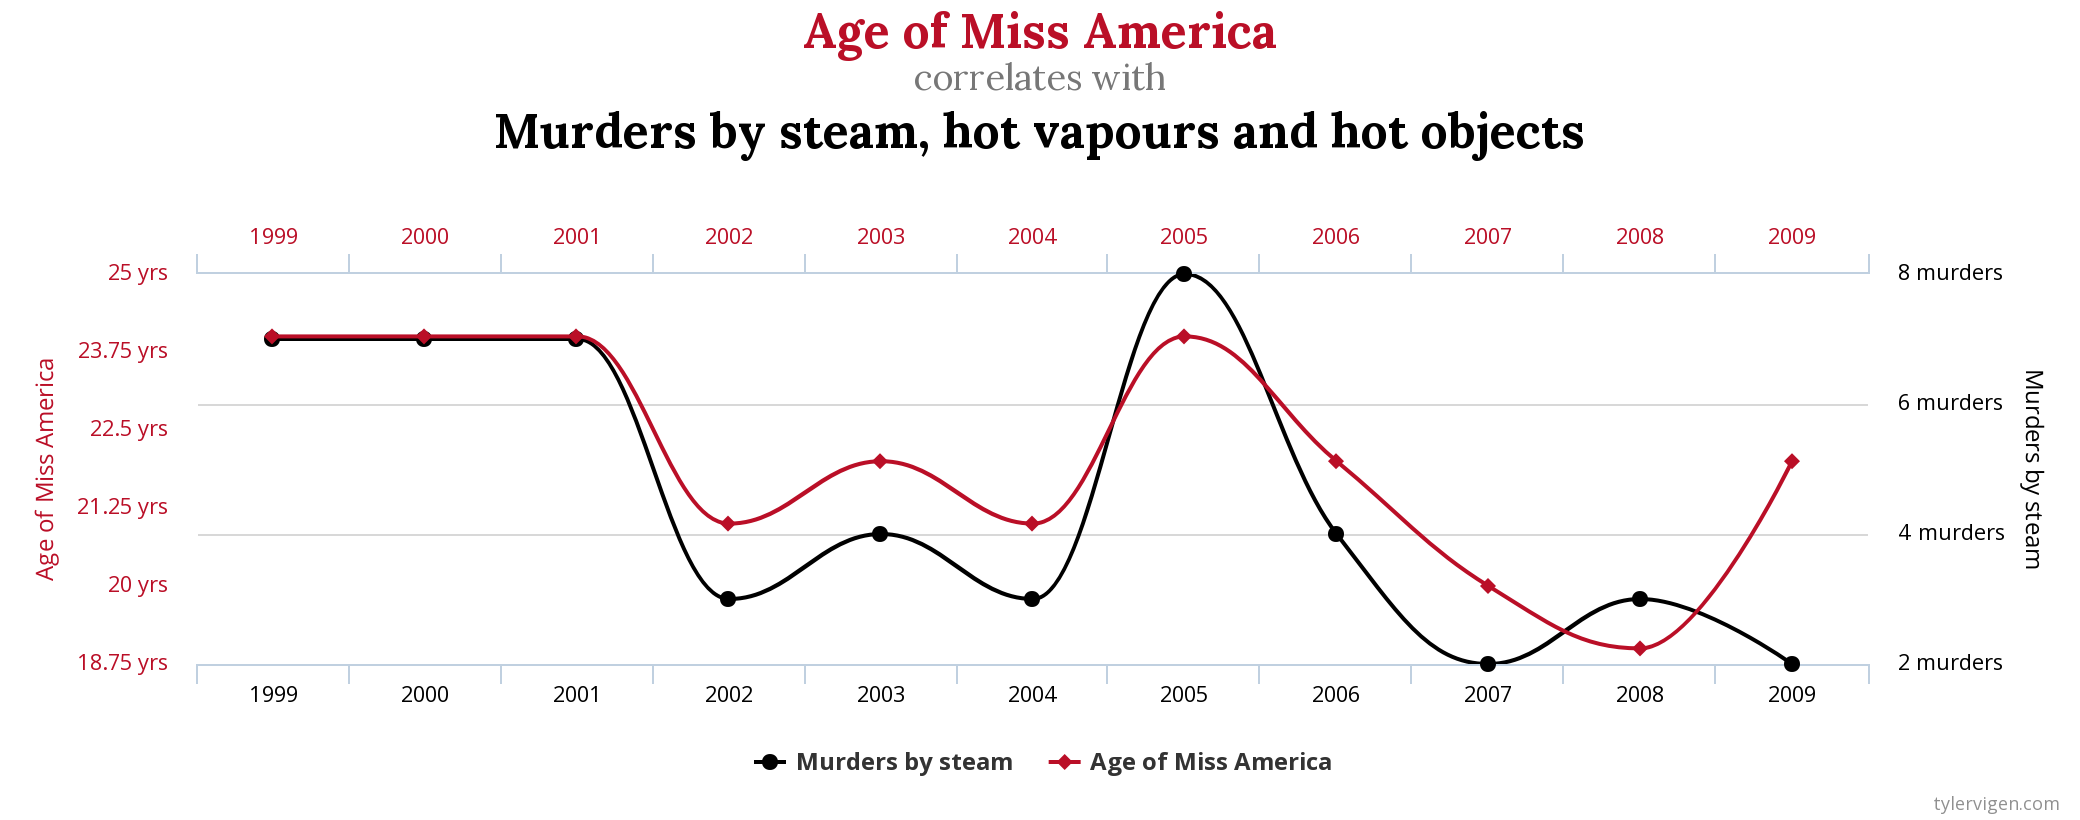 Age of Miss America
correlates with
Murders by steam, hot vapours and hot objects
1999 2000 2001 2002 2003 2004 2005 2006 2007 2008 2009
25 yrs 8 murders
23.75 yrs
6 murders
22.5 yrs
21.25 yrs
4 murders
20 yrs
18.75 yrs 2 murders
Age of Miss America
Murders by steam
1999 2000 2001 2002 2003 2004 2005 2006 2007 2008 2009
Murders by steam Age of Miss America
tylervigen.com